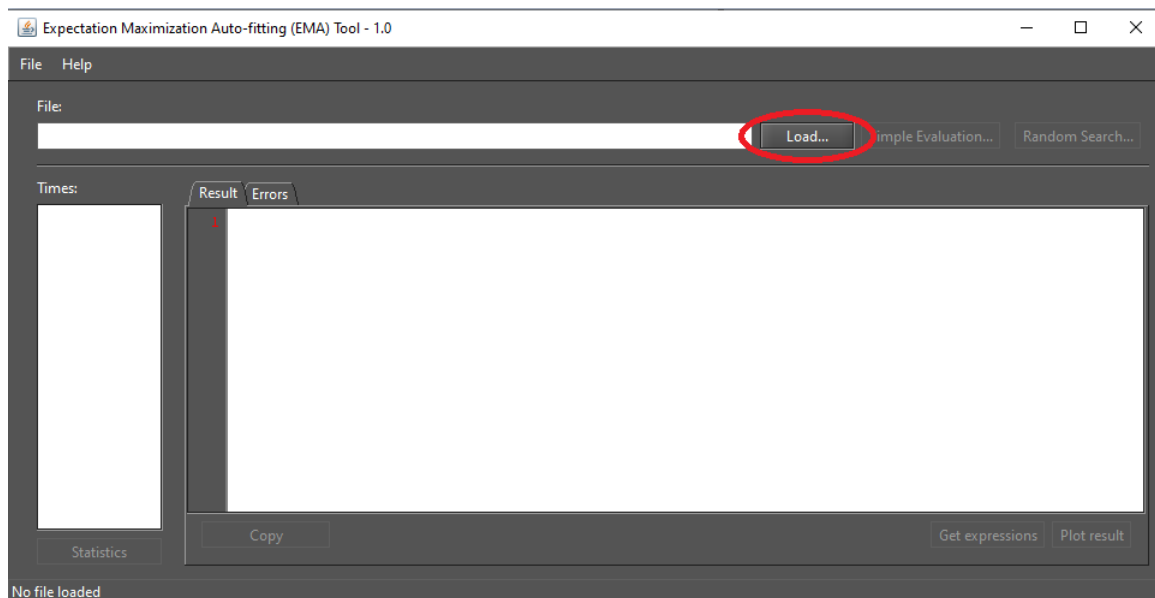 Expectation Maximization Auto-fitting (EMA) Tool - 1.0
File Help
File:
Load... imple Evaluation... Random Search...
Times:
Result Errors
1
Copy Get expressions Plot result
Statistics
No file loaded